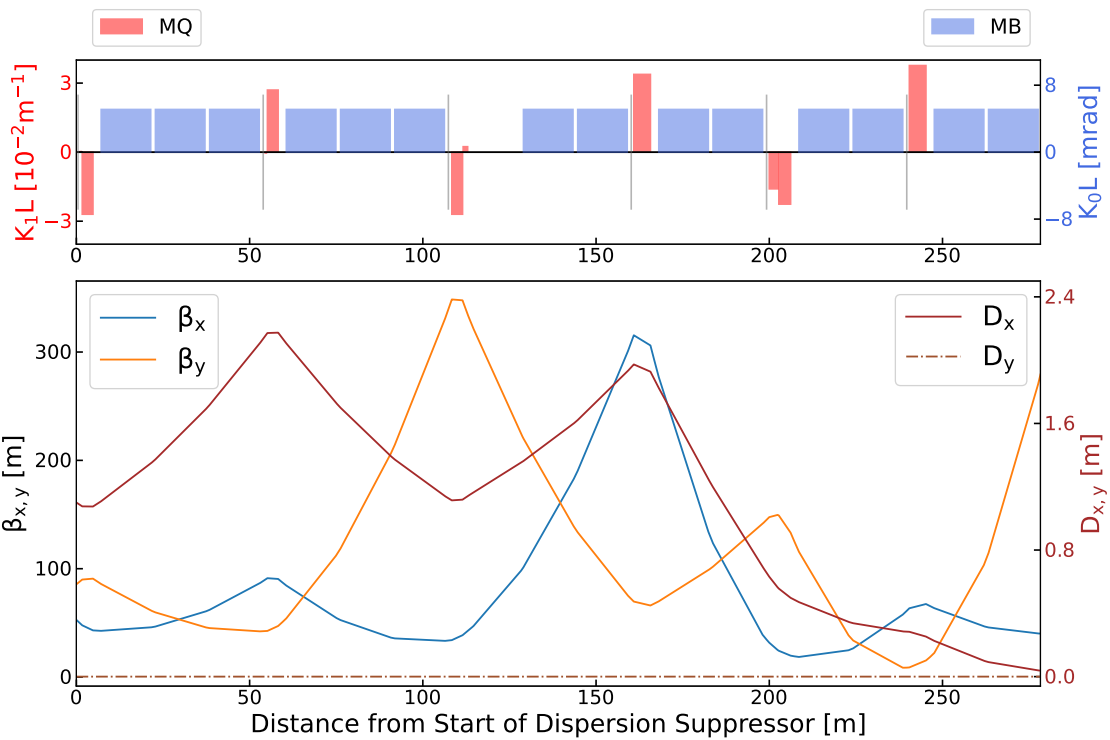 MQ MB
K₁L [10⁻²m⁻¹]
3
0
−3
K₀L [mrad]
8
0
−8
0 50 100 150 200 250
βx
βy
Dx
Dy
βx, y [m]
300
200
100
0
Dx, y [m]
2.4
1.6
0.8
0.0
0 50 100 150 200 250
Distance from Start of Dispersion Suppressor [m]